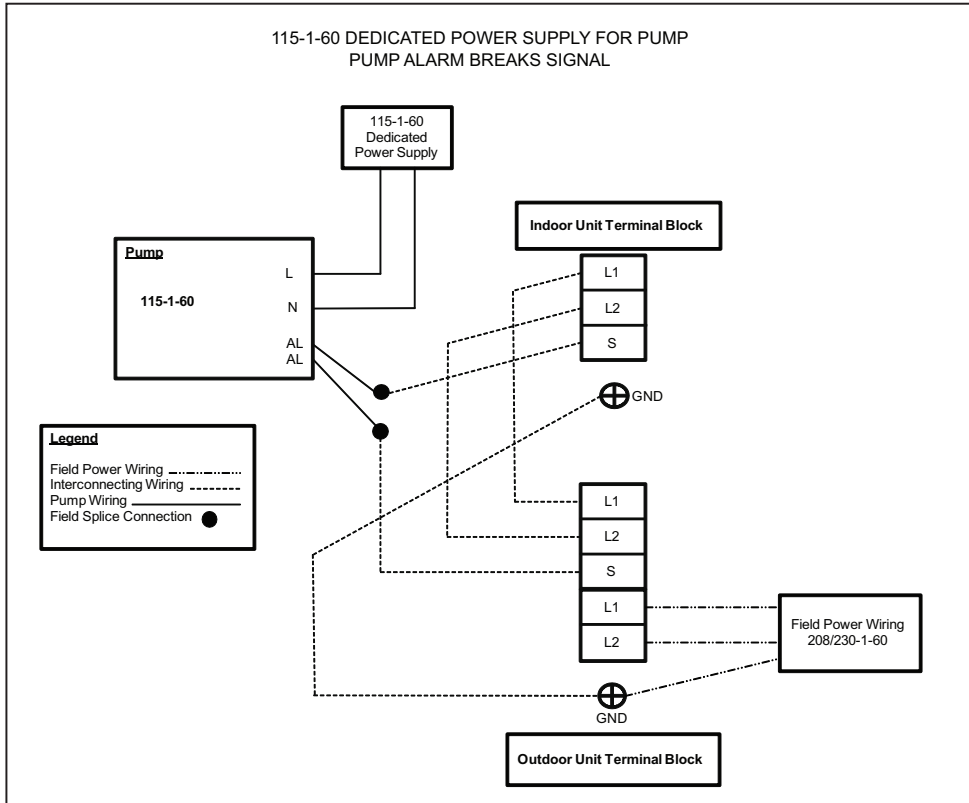 115-1-60 DEDICATED POWER SUPPLY FOR PUMP
PUMP ALARM BREAKS SIGNAL
115-1-60
Dedicated
Power Supply
Indoor Unit Terminal Block
Pump
115-1-60
L
N
AL
AL
L1
L2
S
GND
Legend
Field Power Wiring
Interconnecting Wiring
Pump Wiring
Field Splice Connection
L1
L2
S
L1
L2
Field Power Wiring
208/230-1-60
GND
Outdoor Unit Terminal Block